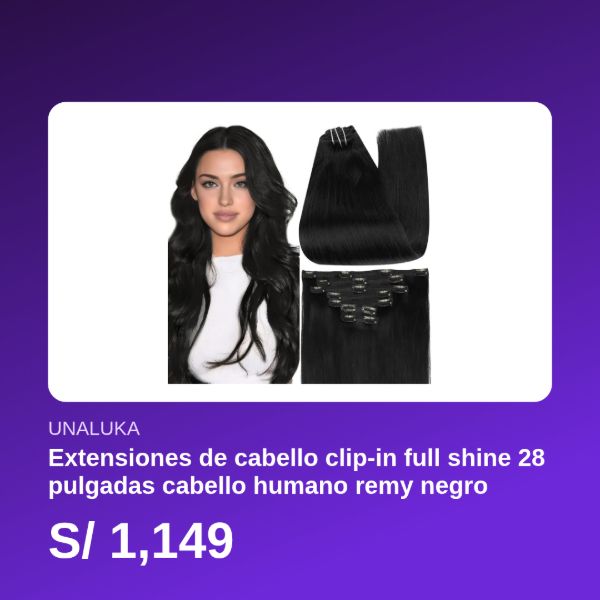 UNALUKA
Extensiones de cabello clip-in full shine 28
pulgadas cabello humano remy negro
S/ 1,149